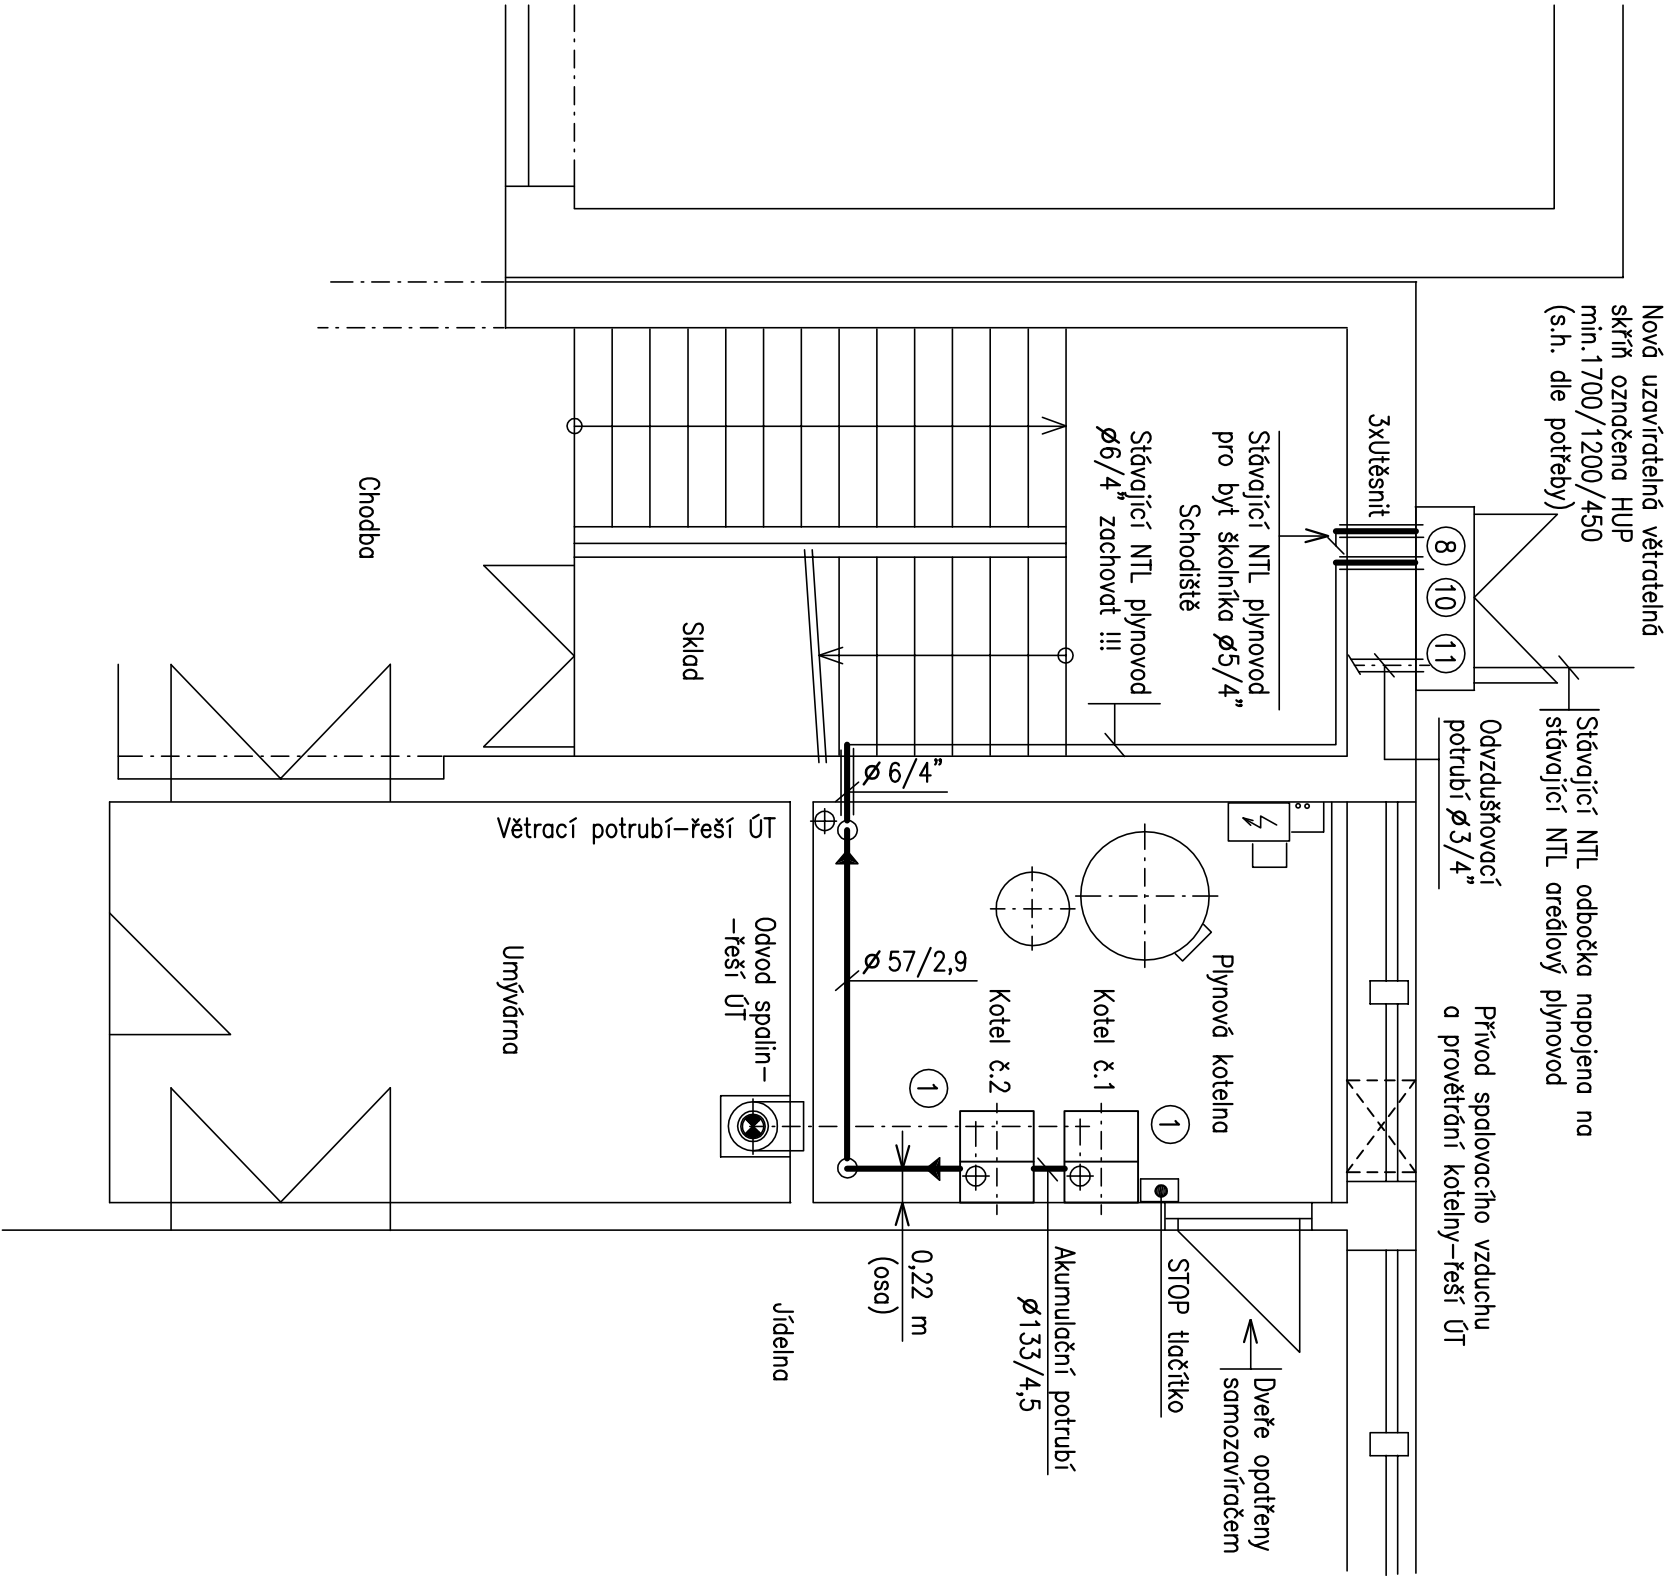 Nová uzavíratelná větratelná
skříň označena HUP
min.1700/1200/450
(s.h. dle potřeby)
Stávající NTL odbočka napojena na
stávající NTL areálový plynovod
Odvzdušňovací
potrubí ø3/4"
Přívod spalovacího vzduchu
a provětrání kotelny-řeší ÚT
8
10
11
3xUtěsnit
Stávající NTL plynovod
pro byt školníka ø5/4"
Schodiště
Stávající NTL plynovod
ø6/4" zachovat !!!
Plynová kotelna
Kotel č.1
Kotel č.2
1
1
Dveře opatřeny
samozavíračem
STOP tlačítko
Akumulační potrubí
ø133/4,5
0,22 m
(osa)
ø 6/4"
ø 57/2,9
Větrací potrubí-řeší ÚT
Odvod spalin-
-řeší ÚT
Jídelna
Sklad
Umývárna
Chodba